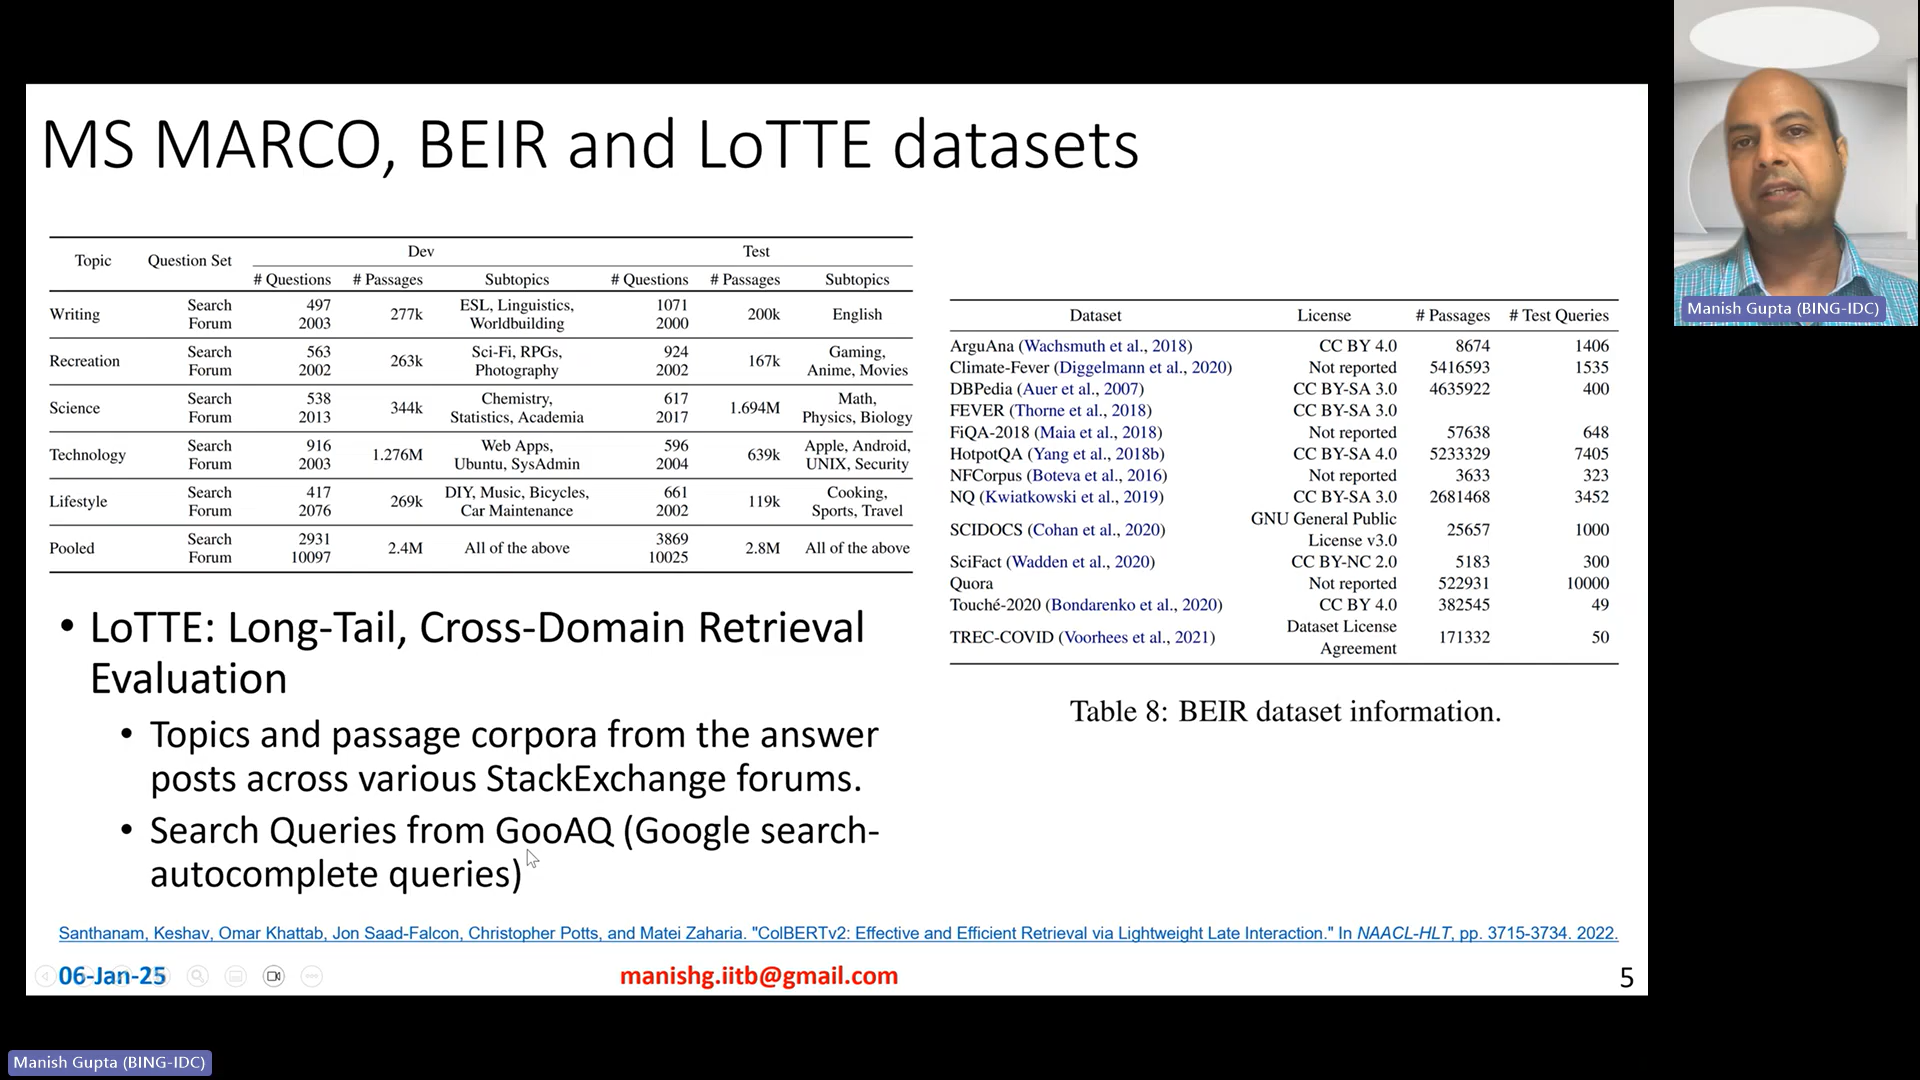 MS MARCO, BEIR and LoTTE datasets
Topic Question Set Dev Test
# Questions # Passages Subtopics # Questions # Passages Subtopics
Writing Search 497 277k ESL, Linguistics, 1071 200k English
Forum 2003 Worldbuilding 2000
Recreation Search 563 263k Sci-Fi, RPGs, 924 167k Gaming,
Forum 2002 Photography 2002 Anime, Movies
Science Search 538 344k Chemistry, 617 1.694M Math,
Forum 2013 Statistics, Academia 2017 Physics, Biology
Technology Search 916 1.276M Web Apps, 596 639k Apple, Android,
Forum 2003 Ubuntu, SysAdmin 2004 UNIX, Security
Lifestyle Search 417 269k DIY, Music, Bicycles, 661 119k Cooking,
Forum 2076 Car Maintenance 2002 Sports, Travel
Pooled Search 2931 2.4M All of the above 3869 2.8M All of the above
Forum 10097 10025
• LoTTE: Long-Tail, Cross-Domain Retrieval
Evaluation
• Topics and passage corpora from the answer
posts across various StackExchange forums.
• Search Queries from GooAQ (Google search-
autocomplete queries)
Dataset License # Passages # Test Queries
ArguAna (Wachsmuth et al., 2018) CC BY 4.0 8674 1406
Climate-Fever (Diggelmann et al., 2020) Not reported 5416593 1535
DBPedia (Auer et al., 2007) CC BY-SA 3.0 4635922 400
FEVER (Thorne et al., 2018) CC BY-SA 3.0
FiQA-2018 (Maia et al., 2018) Not reported 57638 648
HotpotQA (Yang et al., 2018b) CC BY-SA 4.0 5233329 7405
NFCorpus (Boteva et al., 2016) Not reported 3633 323
NQ (Kwiatkowski et al., 2019) CC BY-SA 3.0 2681468 3452
SCIDOCS (Cohan et al., 2020) GNU General Public 25657 1000
License v3.0
SciFact (Wadden et al., 2020) CC BY-NC 2.0 5183 300
Quora Not reported 522931 10000
Touché-2020 (Bondarenko et al., 2020) CC BY 4.0 382545 49
TREC-COVID (Voorhees et al., 2021) Dataset License 171332 50
Agreement
Table 8: BEIR dataset information.
Santhanam, Keshav, Omar Khattab, Jon Saad-Falcon, Christopher Potts, and Matei Zaharia. "ColBERTv2: Effective and Efficient Retrieval via Lightweight Late Interaction." In NAACL-HLT, pp. 3715-3734. 2022.
06-Jan-25 manishg.iitb@gmail.com 5
Manish Gupta (BING-IDC)
Manish Gupta (BING-IDC)